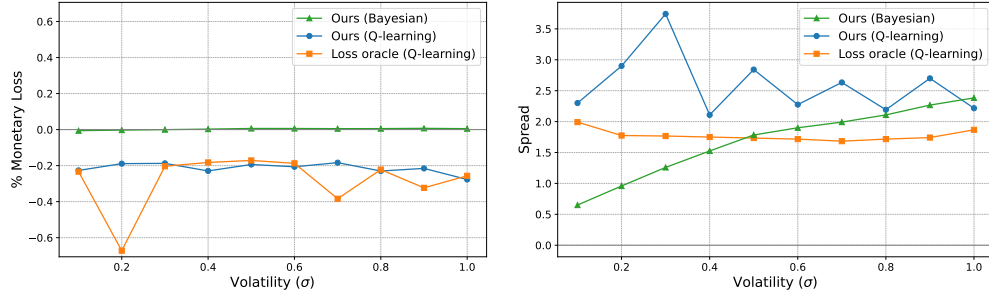 % Monetary Loss
0.6
0.4
0.2
0.0
−0.2
−0.4
−0.6
Ours (Bayesian)
Ours (Q-learning)
Loss oracle (Q-learning)
0.2 0.4 0.6 0.8 1.0
Volatility (σ)
Spread
3.5
3.0
2.5
2.0
1.5
1.0
0.5
0.0
Ours (Bayesian)
Ours (Q-learning)
Loss oracle (Q-learning)
0.2 0.4 0.6 0.8 1.0
Volatility (σ)